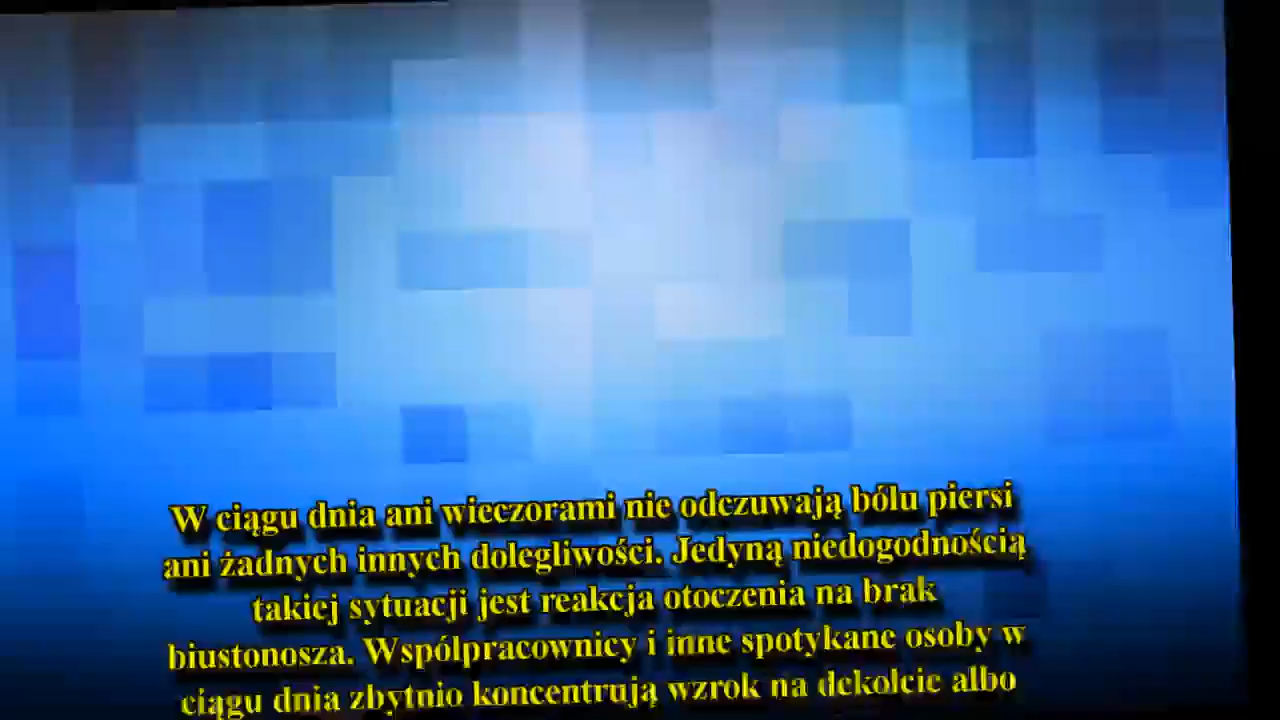 W ciągu dnia ani wieczorami nie odczuwają bólu piersi
ani żadnych innych dolegliwości. Jedyną niedogodnością
takiej sytuacji jest reakcja otoczenia na brak
biustonosza. Współpracownicy i inne spotykane osoby w
ciągu dnia zbytnio koncentrują wzrok na dekolcie albo